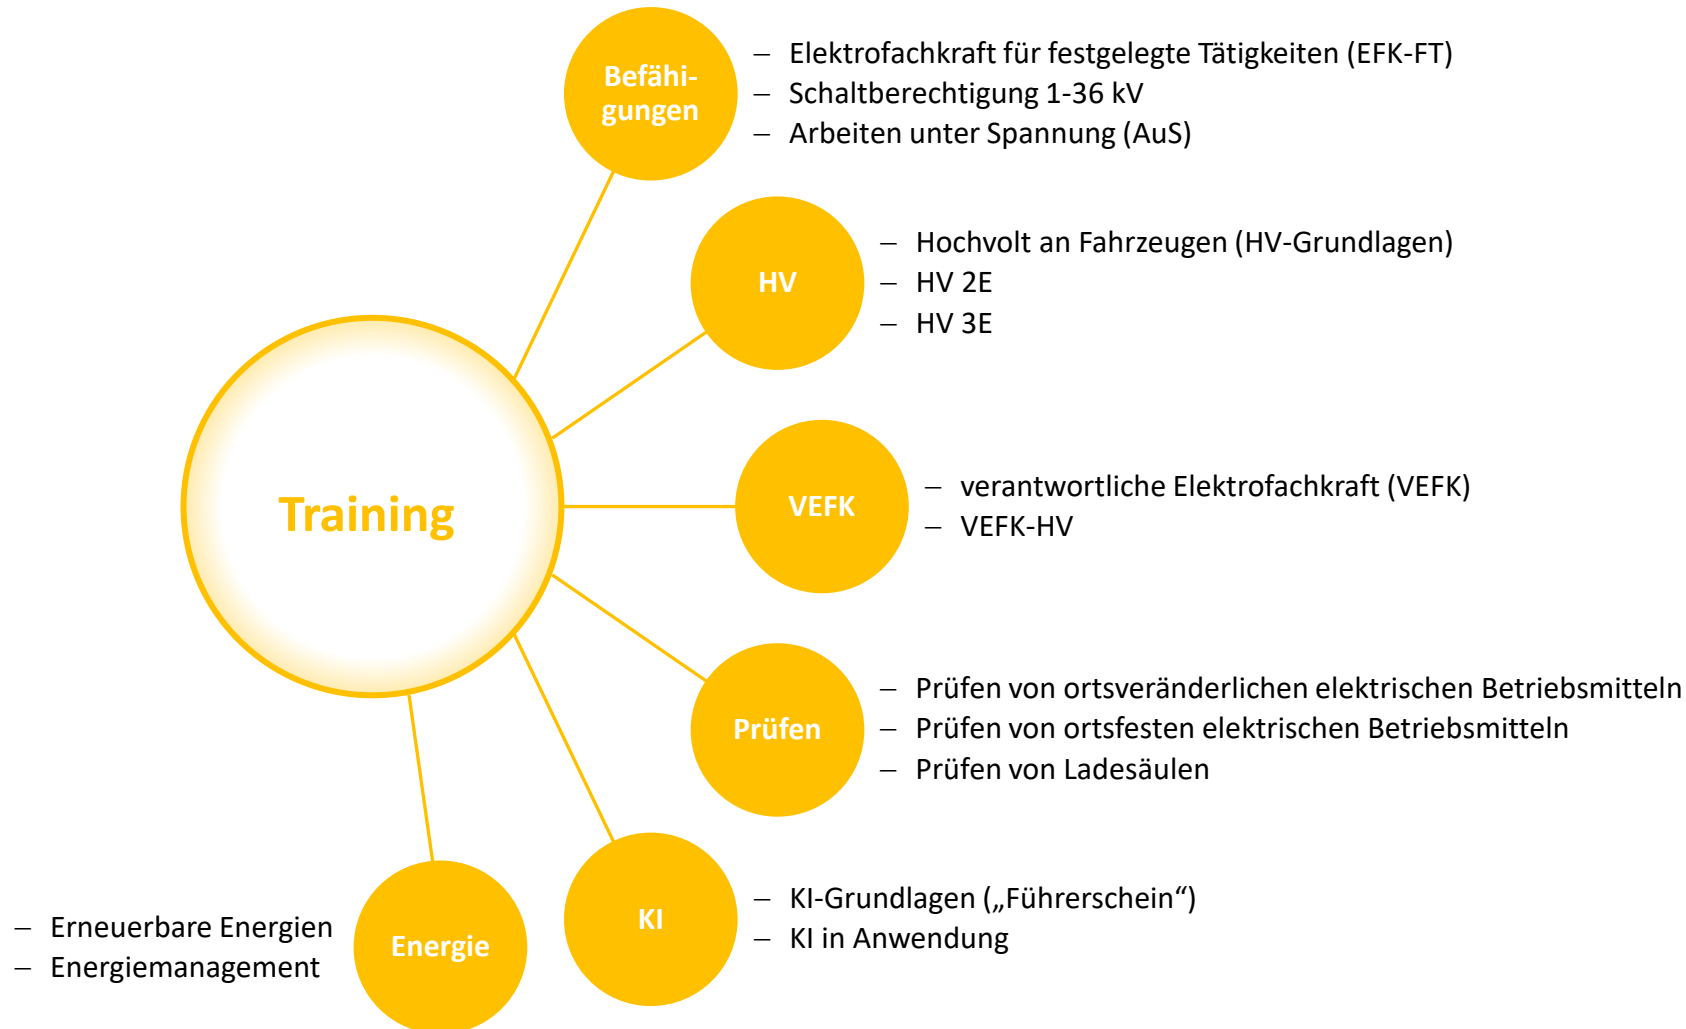 Befähi-
gungen
– Elektrofachkraft für festgelegte Tätigkeiten (EFK-FT)
– Schaltberechtigung 1-36 kV
– Arbeiten unter Spannung (AuS)
HV
– Hochvolt an Fahrzeugen (HV-Grundlagen)
– HV 2E
– HV 3E
Training
VEFK
– verantwortliche Elektrofachkraft (VEFK)
– VEFK-HV
Prüfen
– Prüfen von ortsveränderlichen elektrischen Betriebsmitteln
– Prüfen von ortsfesten elektrischen Betriebsmitteln
– Prüfen von Ladesäulen
KI
– KI-Grundlagen („Führerschein“)
– KI in Anwendung
Energie
– Erneuerbare Energien
– Energiemanagement